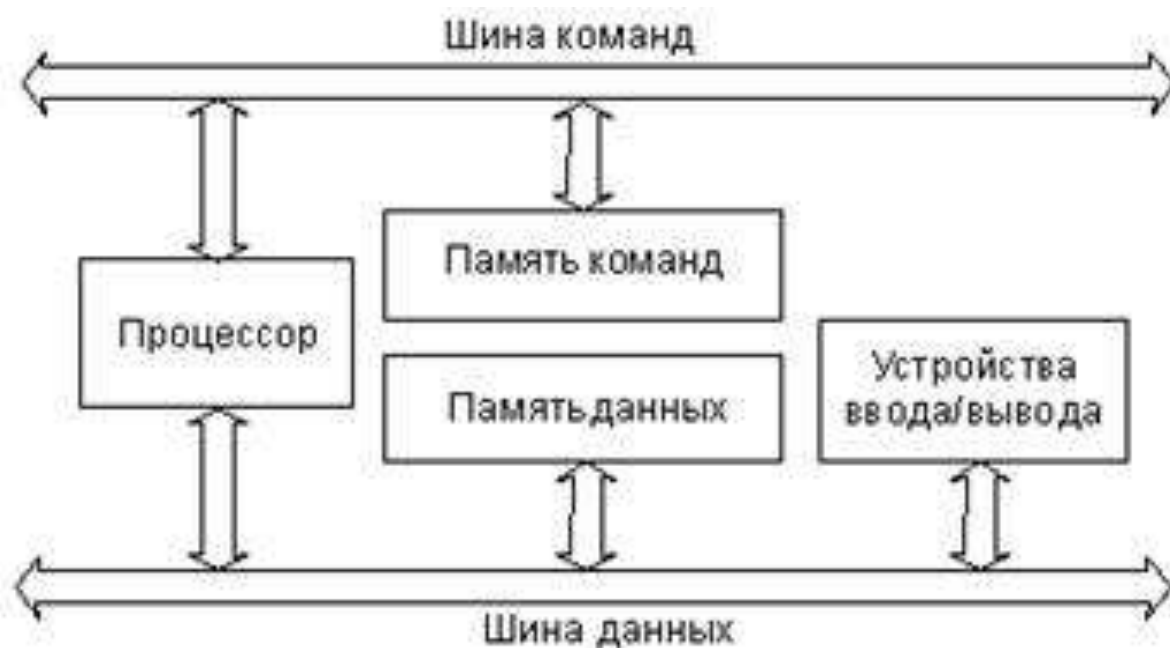 Шина команд
Память команд
Процессор
Память данных
Устройства
ввода/вывода
Шина данных